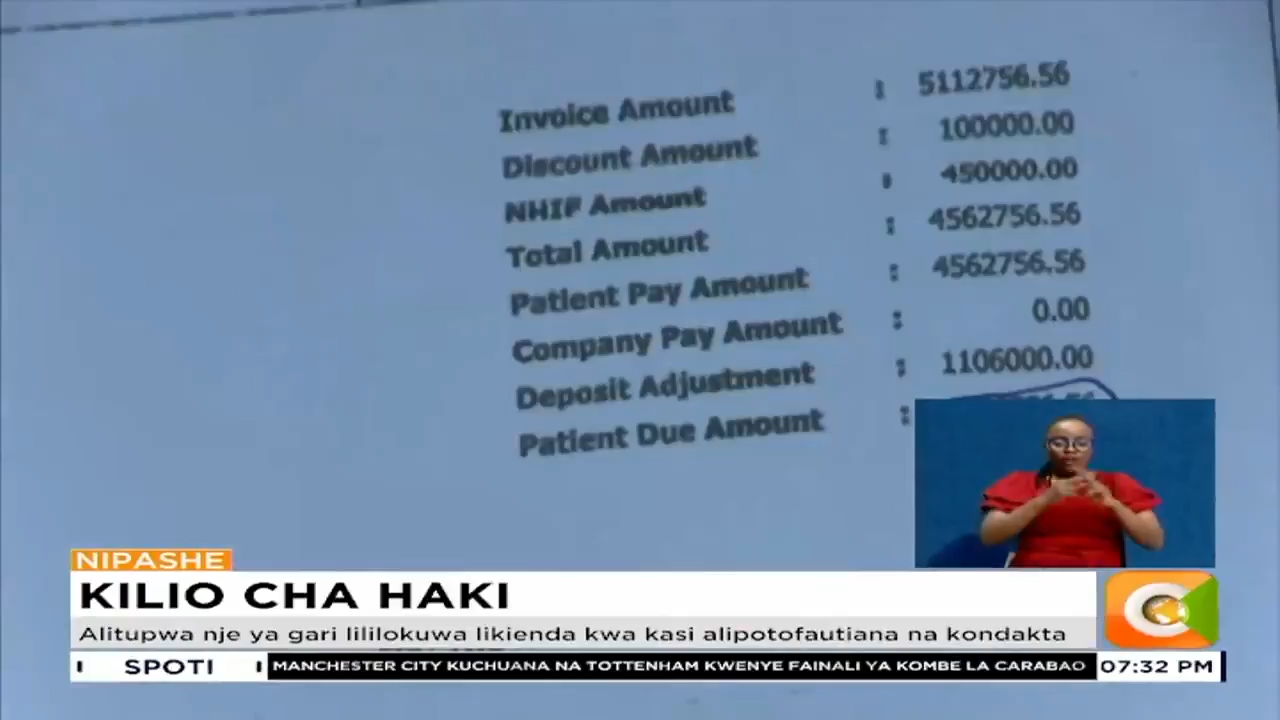 Invoice Amount : 5112756.56
Discount Amount : 100000.00
NHIF Amount : 450000.00
Total Amount : 4562756.56
Patient Pay Amount : 4562756.56
Company Pay Amount : 0.00
Deposit Adjustment : 1106000.00
Patient Due Amount :
NIPASHE
KILIO CHA HAKI
Alitupwa nje ya gari lililokuwa likienda kwa kasi alipotofautiana na kondakta
SPOTI
MANCHESTER CITY KUCHUANA NA TOTTENHAM KWENYE FAINALI YA KOMBE LA CARABAO
07:32 PM